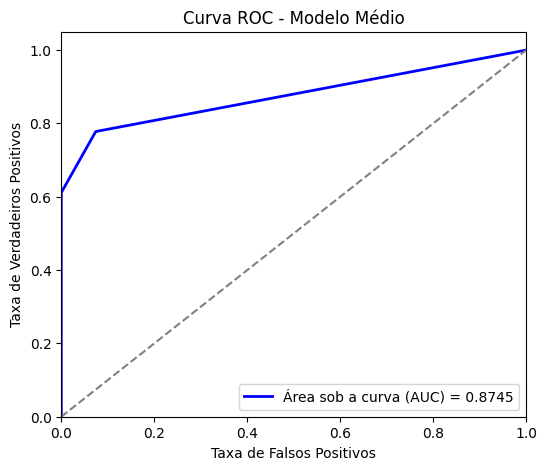 Curva ROC - Modelo Médio
Taxa de Verdadeiros Positivos
1.0
0.8
0.6
0.4
0.2
0.0
Área sob a curva (AUC) = 0.8745
0.0 0.2 0.4 0.6 0.8 1.0
Taxa de Falsos Positivos